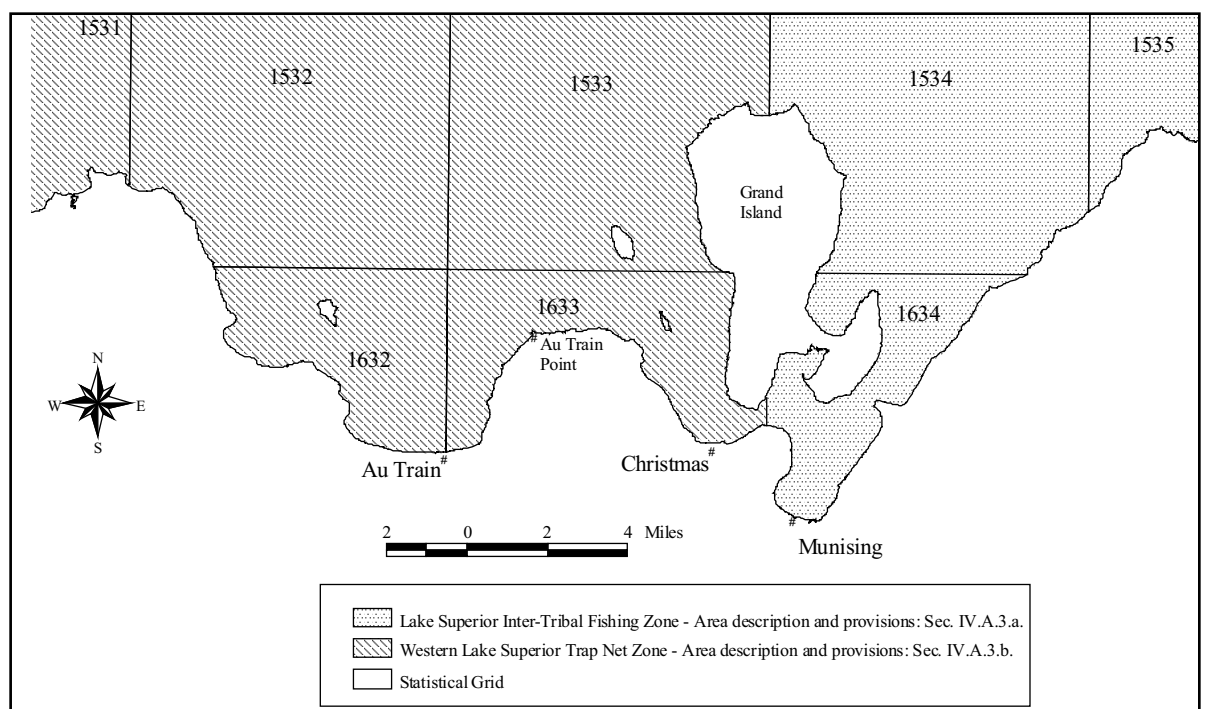 1531
1532
1533
1534
1535
Grand
Island
1632
1633
1634
# Au Train
Point
N
W
E
S
Au Train #
Christmas #
#
Munising
2 0 2 4 Miles
Lake Superior Inter-Tribal Fishing Zone - Area description and provisions: Sec. IV.A.3.a.
Western Lake Superior Trap Net Zone - Area description and provisions: Sec. IV.A.3.b.
Statistical Grid